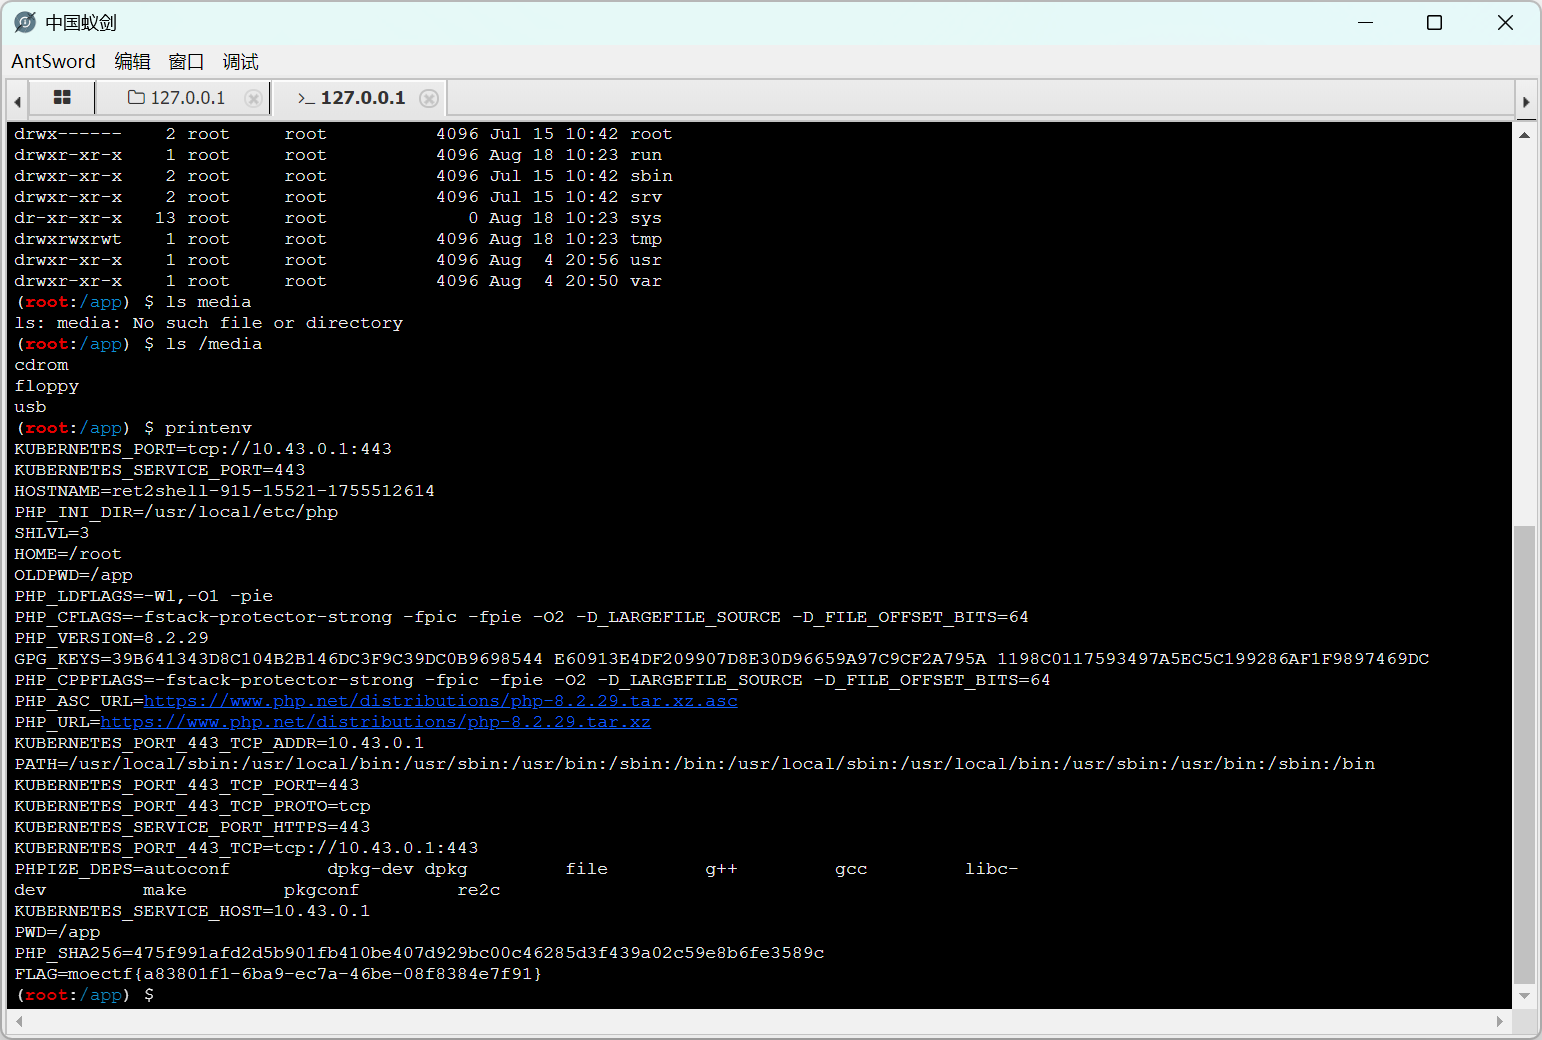 中国蚁剑
AntSword 编辑 窗口 调试
127.0.0.1 >_ 127.0.0.1
drwx------    2 root     root          4096 Jul 15 10:42 root
drwxr-xr-x    1 root     root          4096 Aug 18 10:23 run
drwxr-xr-x    2 root     root          4096 Jul 15 10:42 sbin
drwxr-xr-x    2 root     root          4096 Jul 15 10:42 srv
dr-xr-xr-x   13 root     root             0 Aug 18 10:23 sys
drwxrwxrwt    1 root     root          4096 Aug 18 10:23 tmp
drwxr-xr-x    1 root     root          4096 Aug  4 20:56 usr
drwxr-xr-x    1 root     root          4096 Aug  4 20:50 var
(root:/app) $ ls media
ls: media: No such file or directory
(root:/app) $ ls /media
cdrom
floppy
usb
(root:/app) $ printenv
KUBERNETES_PORT=tcp://10.43.0.1:443
KUBERNETES_SERVICE_PORT=443
HOSTNAME=ret2shell-915-15521-1755512614
PHP_INI_DIR=/usr/local/etc/php
SHLVL=3
HOME=/root
OLDPWD=/app
PHP_LDFLAGS=-Wl,-O1 -pie
PHP_CFLAGS=-fstack-protector-strong -fpic -fpie -O2 -D_LARGEFILE_SOURCE -D_FILE_OFFSET_BITS=64
PHP_VERSION=8.2.29
GPG_KEYS=39B641343D8C104B2B146DC3F9C39DC0B9698544 E60913E4DF209907D8E30D96659A97C9CF2A795A 1198C0117593497A5EC5C199286AF1F9897469DC
PHP_CPPFLAGS=-fstack-protector-strong -fpic -fpie -O2 -D_LARGEFILE_SOURCE -D_FILE_OFFSET_BITS=64
PHP_ASC_URL=https://www.php.net/distributions/php-8.2.29.tar.xz.asc
PHP_URL=https://www.php.net/distributions/php-8.2.29.tar.xz
KUBERNETES_PORT_443_TCP_ADDR=10.43.0.1
PATH=/usr/local/sbin:/usr/local/bin:/usr/sbin:/usr/bin:/sbin:/bin:/usr/local/sbin:/usr/local/bin:/usr/sbin:/usr/bin:/sbin:/bin
KUBERNETES_PORT_443_TCP_PORT=443
KUBERNETES_PORT_443_TCP_PROTO=tcp
KUBERNETES_SERVICE_PORT_HTTPS=443
KUBERNETES_PORT_443_TCP=tcp://10.43.0.1:443
PHPIZE_DEPS=autoconf         dpkg-dev dpkg         file         g++          gcc         libc-
dev         make         pkgconf         re2c
KUBERNETES_SERVICE_HOST=10.43.0.1
PWD=/app
PHP_SHA256=475f991afd2d5b901fb410be407d929bc00c46285d3f439a02c59e8b6fe3589c
FLAG=moectf{a83801f1-6ba9-ec7a-46be-08f8384e7f91}
(root:/app) $